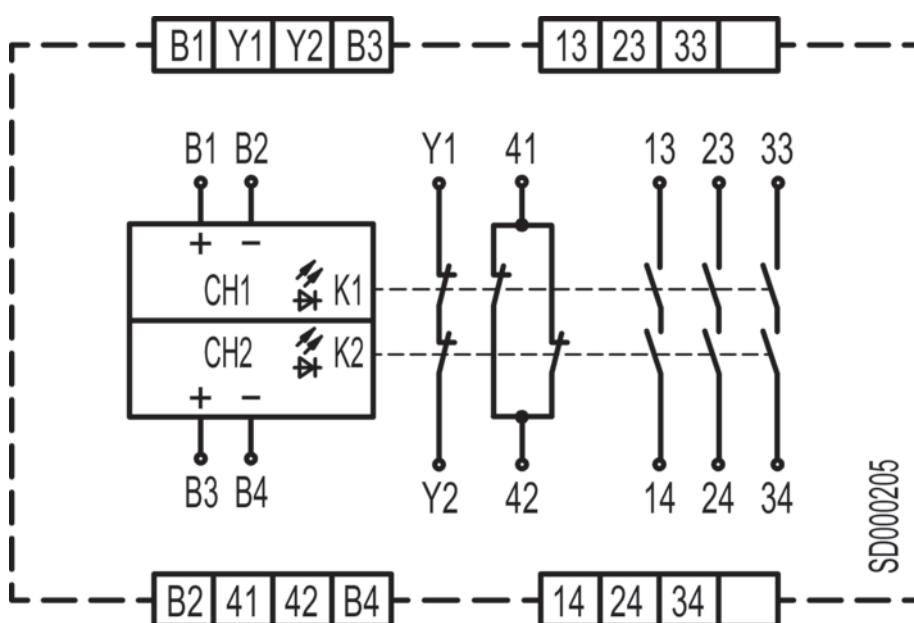 B1 Y1 Y2 B3 13 23 33
B1 B2 Y1 41 13 23 33
+ −
CH1 K1
CH2 K2
+ −
B3 B4 Y2 42 14 24 34
SD000205
B2 41 42 B4 14 24 34